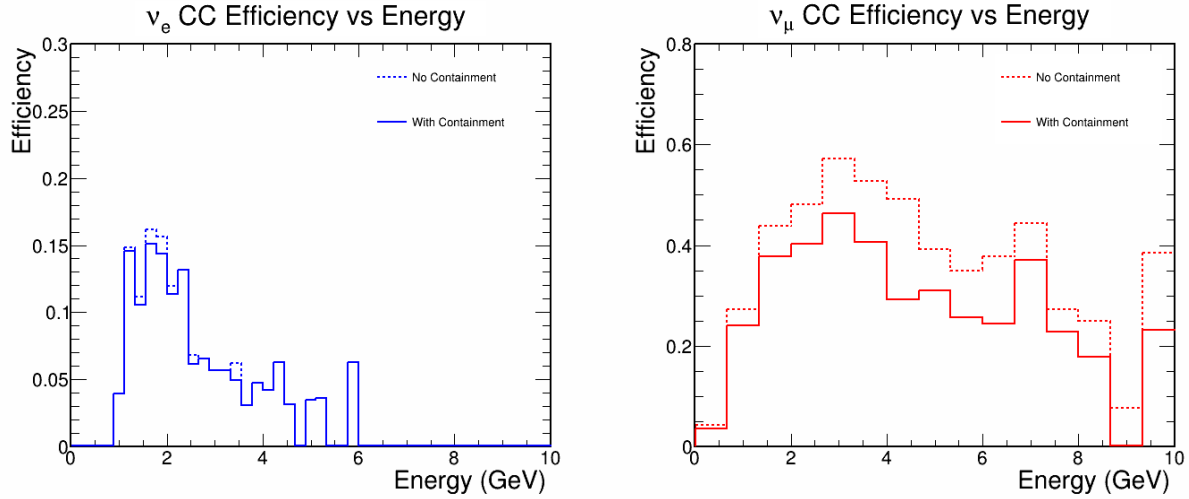 νe CC Efficiency vs Energy
Efficiency
0.3
0.25
0.2
0.15
0.1
0.05
0
No Containment
With Containment
0 2 4 6 8 10
Energy (GeV)
νμ CC Efficiency vs Energy
Efficiency
0.8
0.6
0.4
0.2
0
No Containment
With Containment
0 2 4 6 8 10
Energy (GeV)